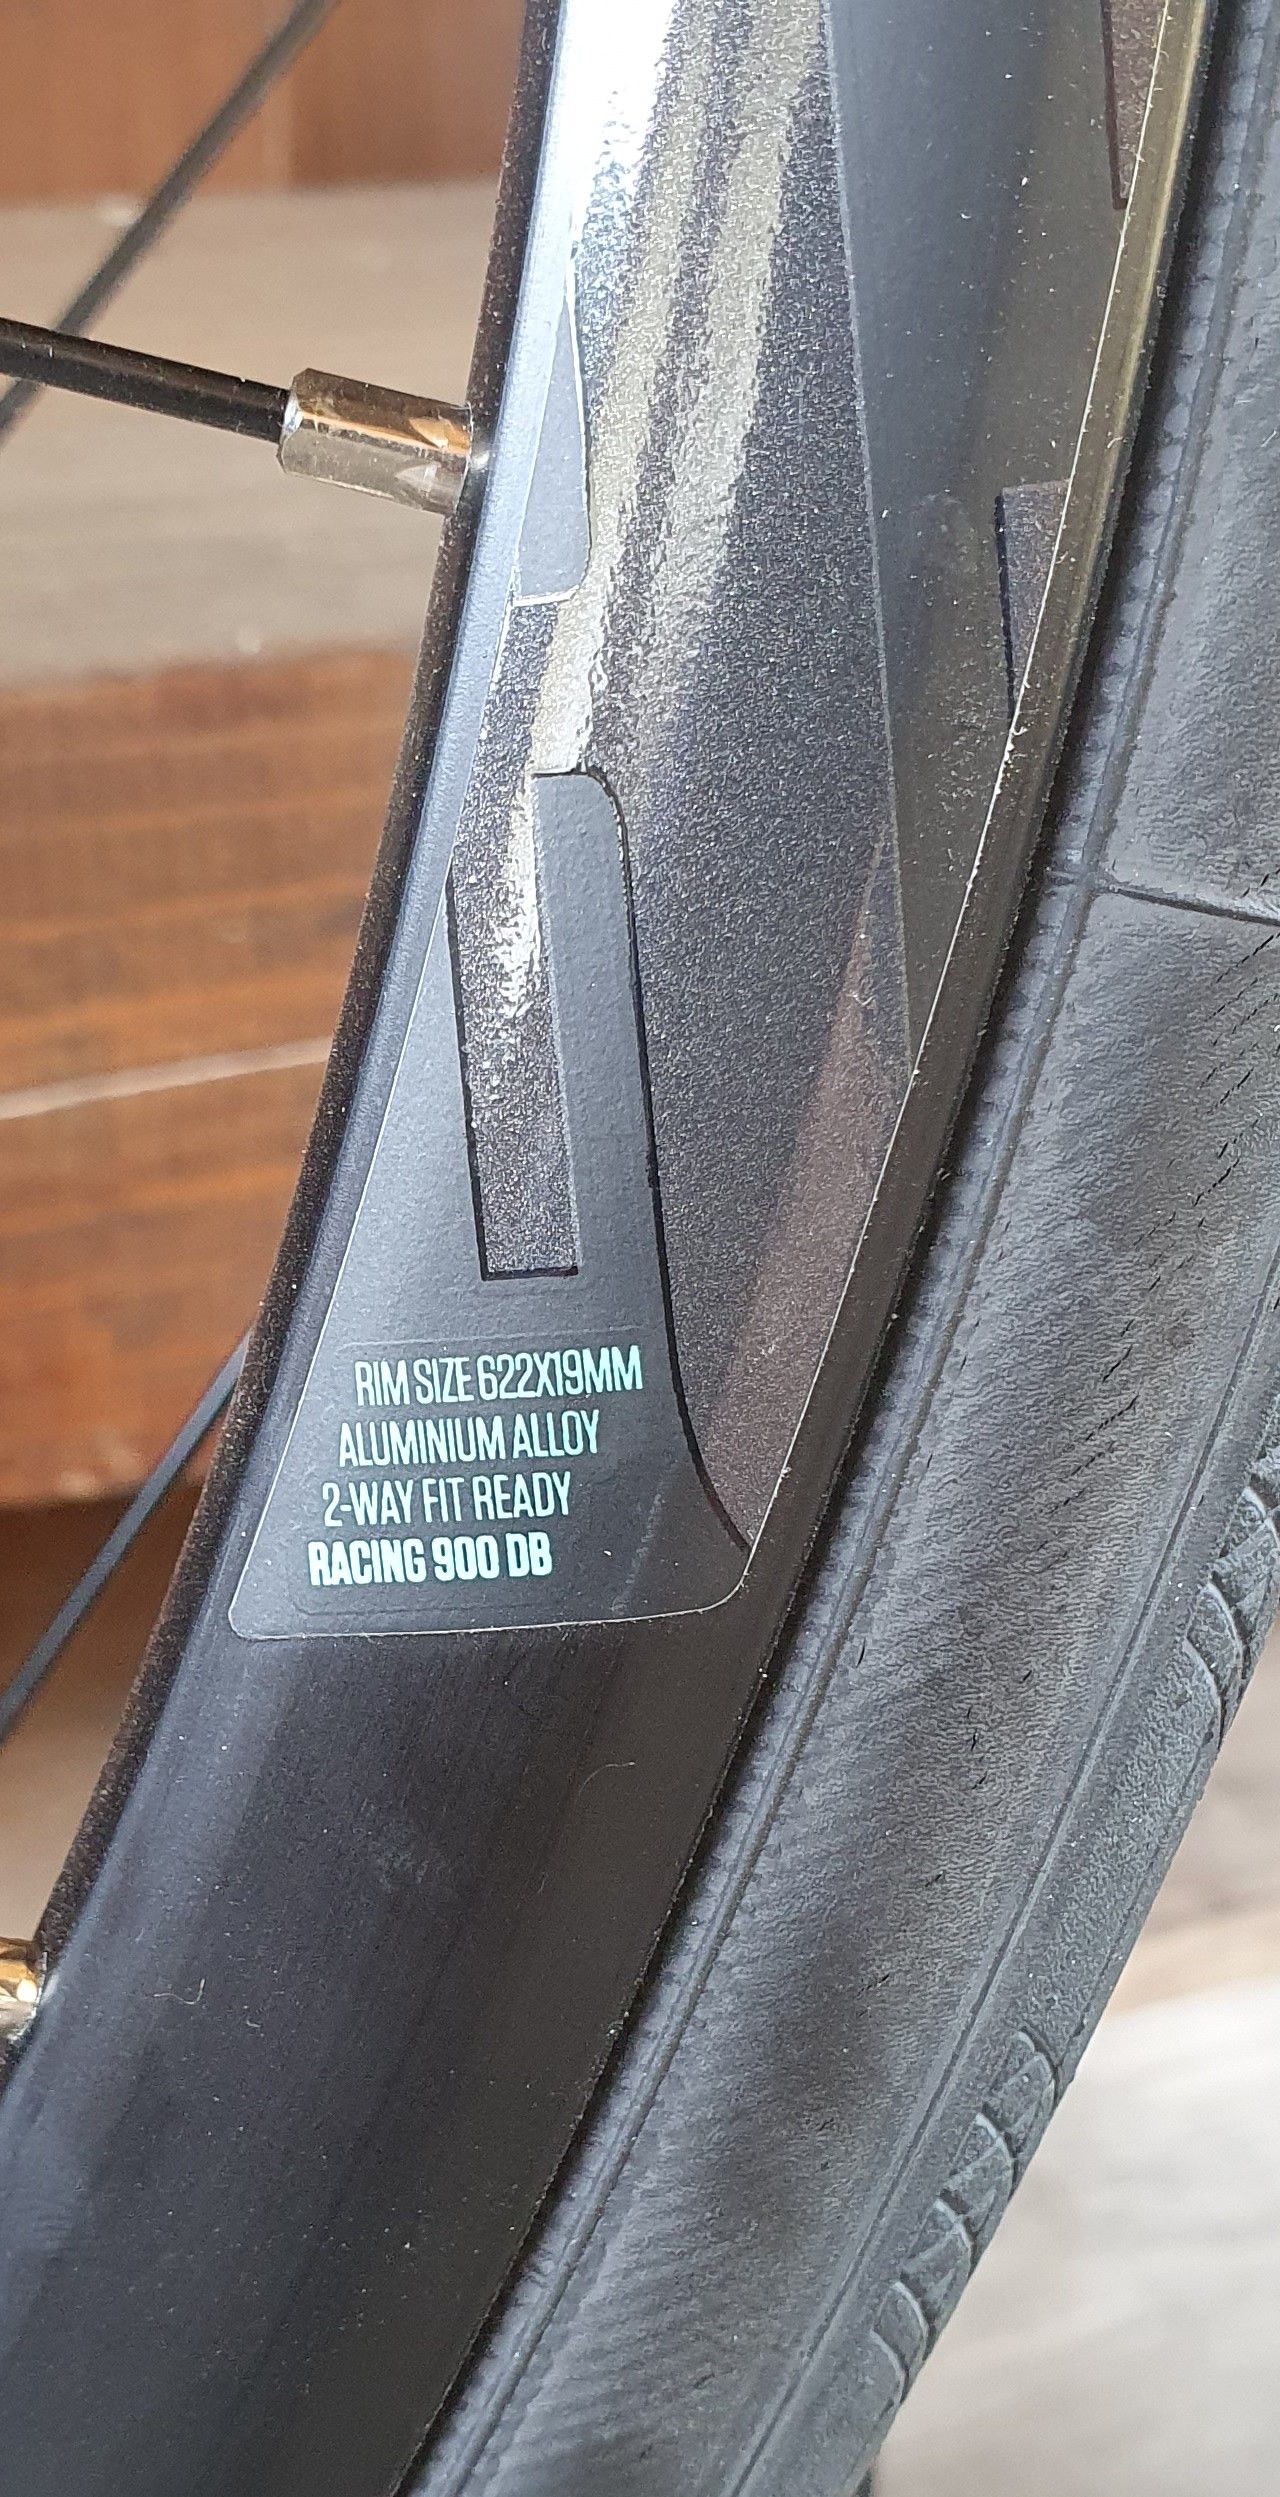 RIM SIZE 622X19MM
ALUMINIUM ALLOY
2-WAY FIT READY
RACING 900 DB